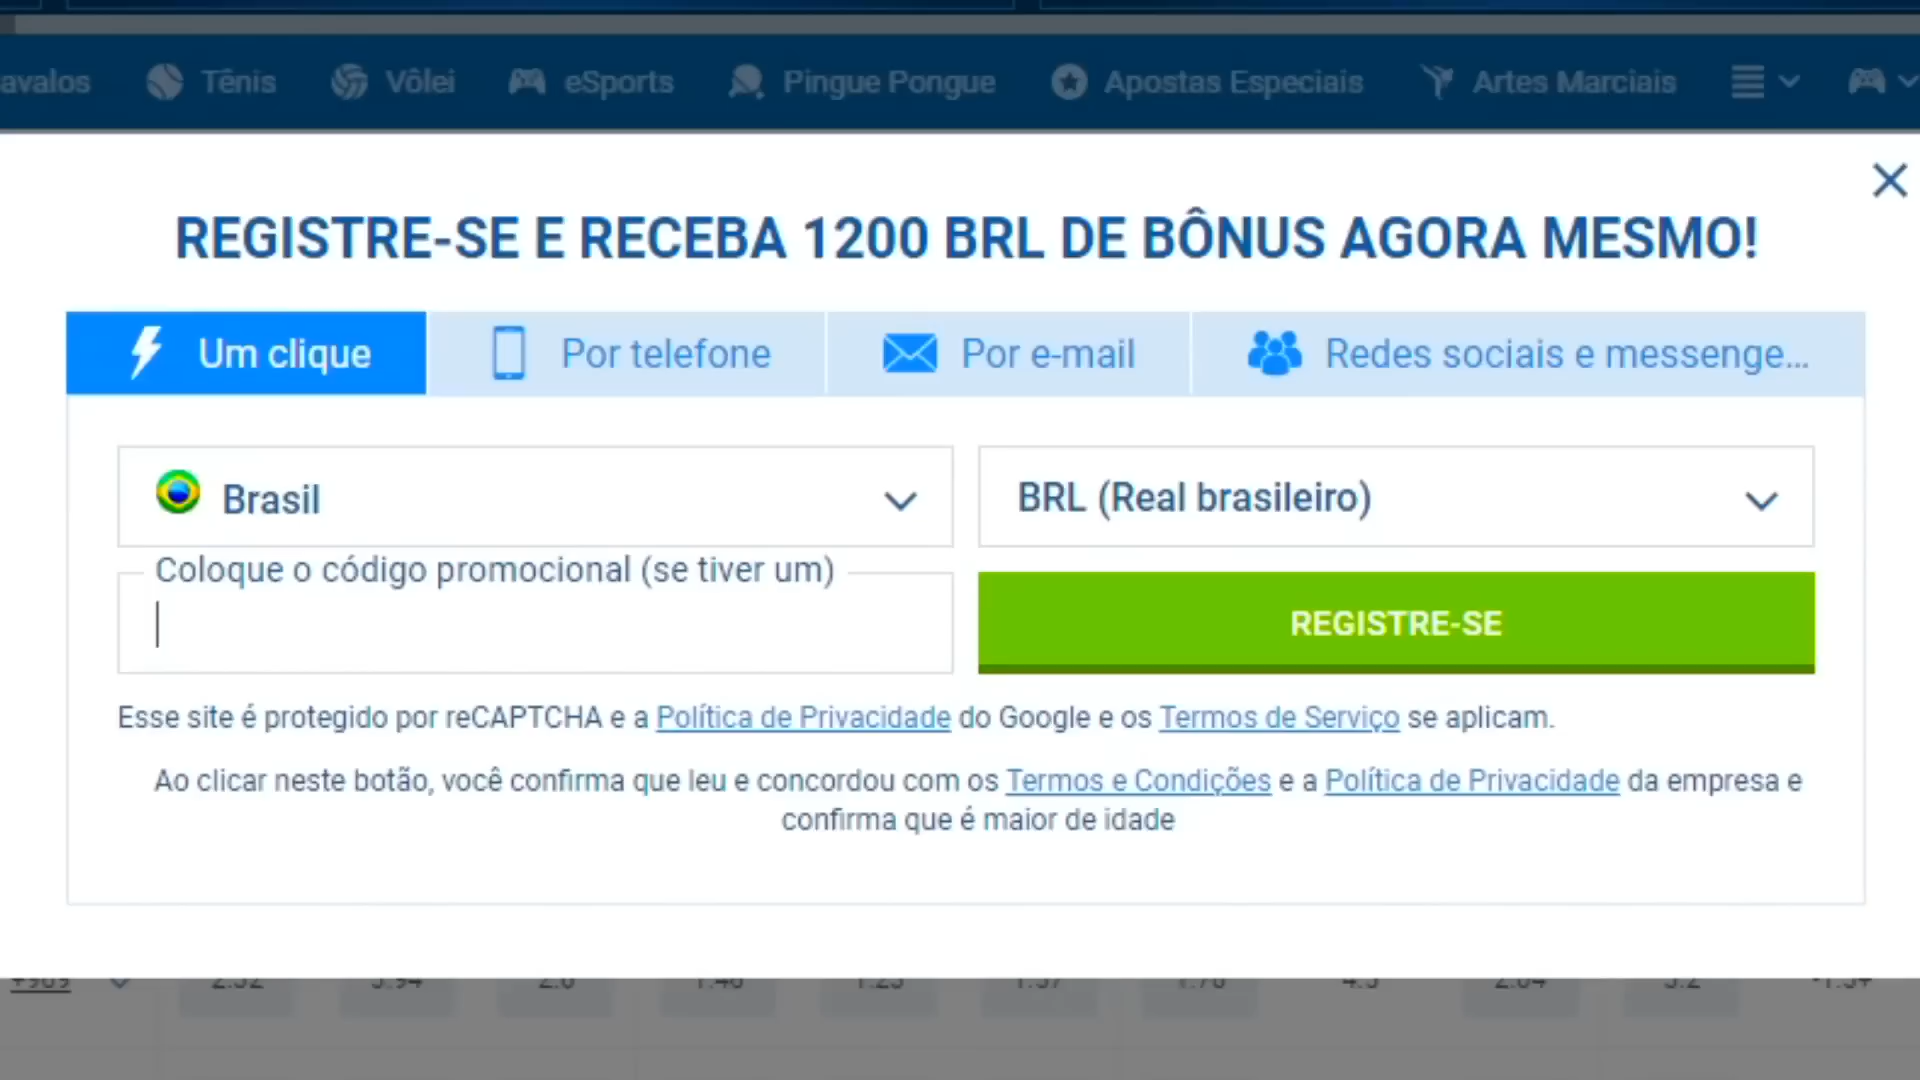 avalos Tênis Vôlei eSports Pingue Pongue Apostas Especiais Artes Marciais
REGISTRE-SE E RECEBA 1200 BRL DE BÔNUS AGORA MESMO!
Um clique Por telefone Por e-mail Redes sociais e messenge...
Brasil BRL (Real brasileiro)
Coloque o código promocional (se tiver um)
REGISTRE-SE
Esse site é protegido por reCAPTCHA e a Política de Privacidade do Google e os Termos de Serviço se aplicam.
Ao clicar neste botão, você confirma que leu e concordou com os Termos e Condições e a Política de Privacidade da empresa e
confirma que é maior de idade